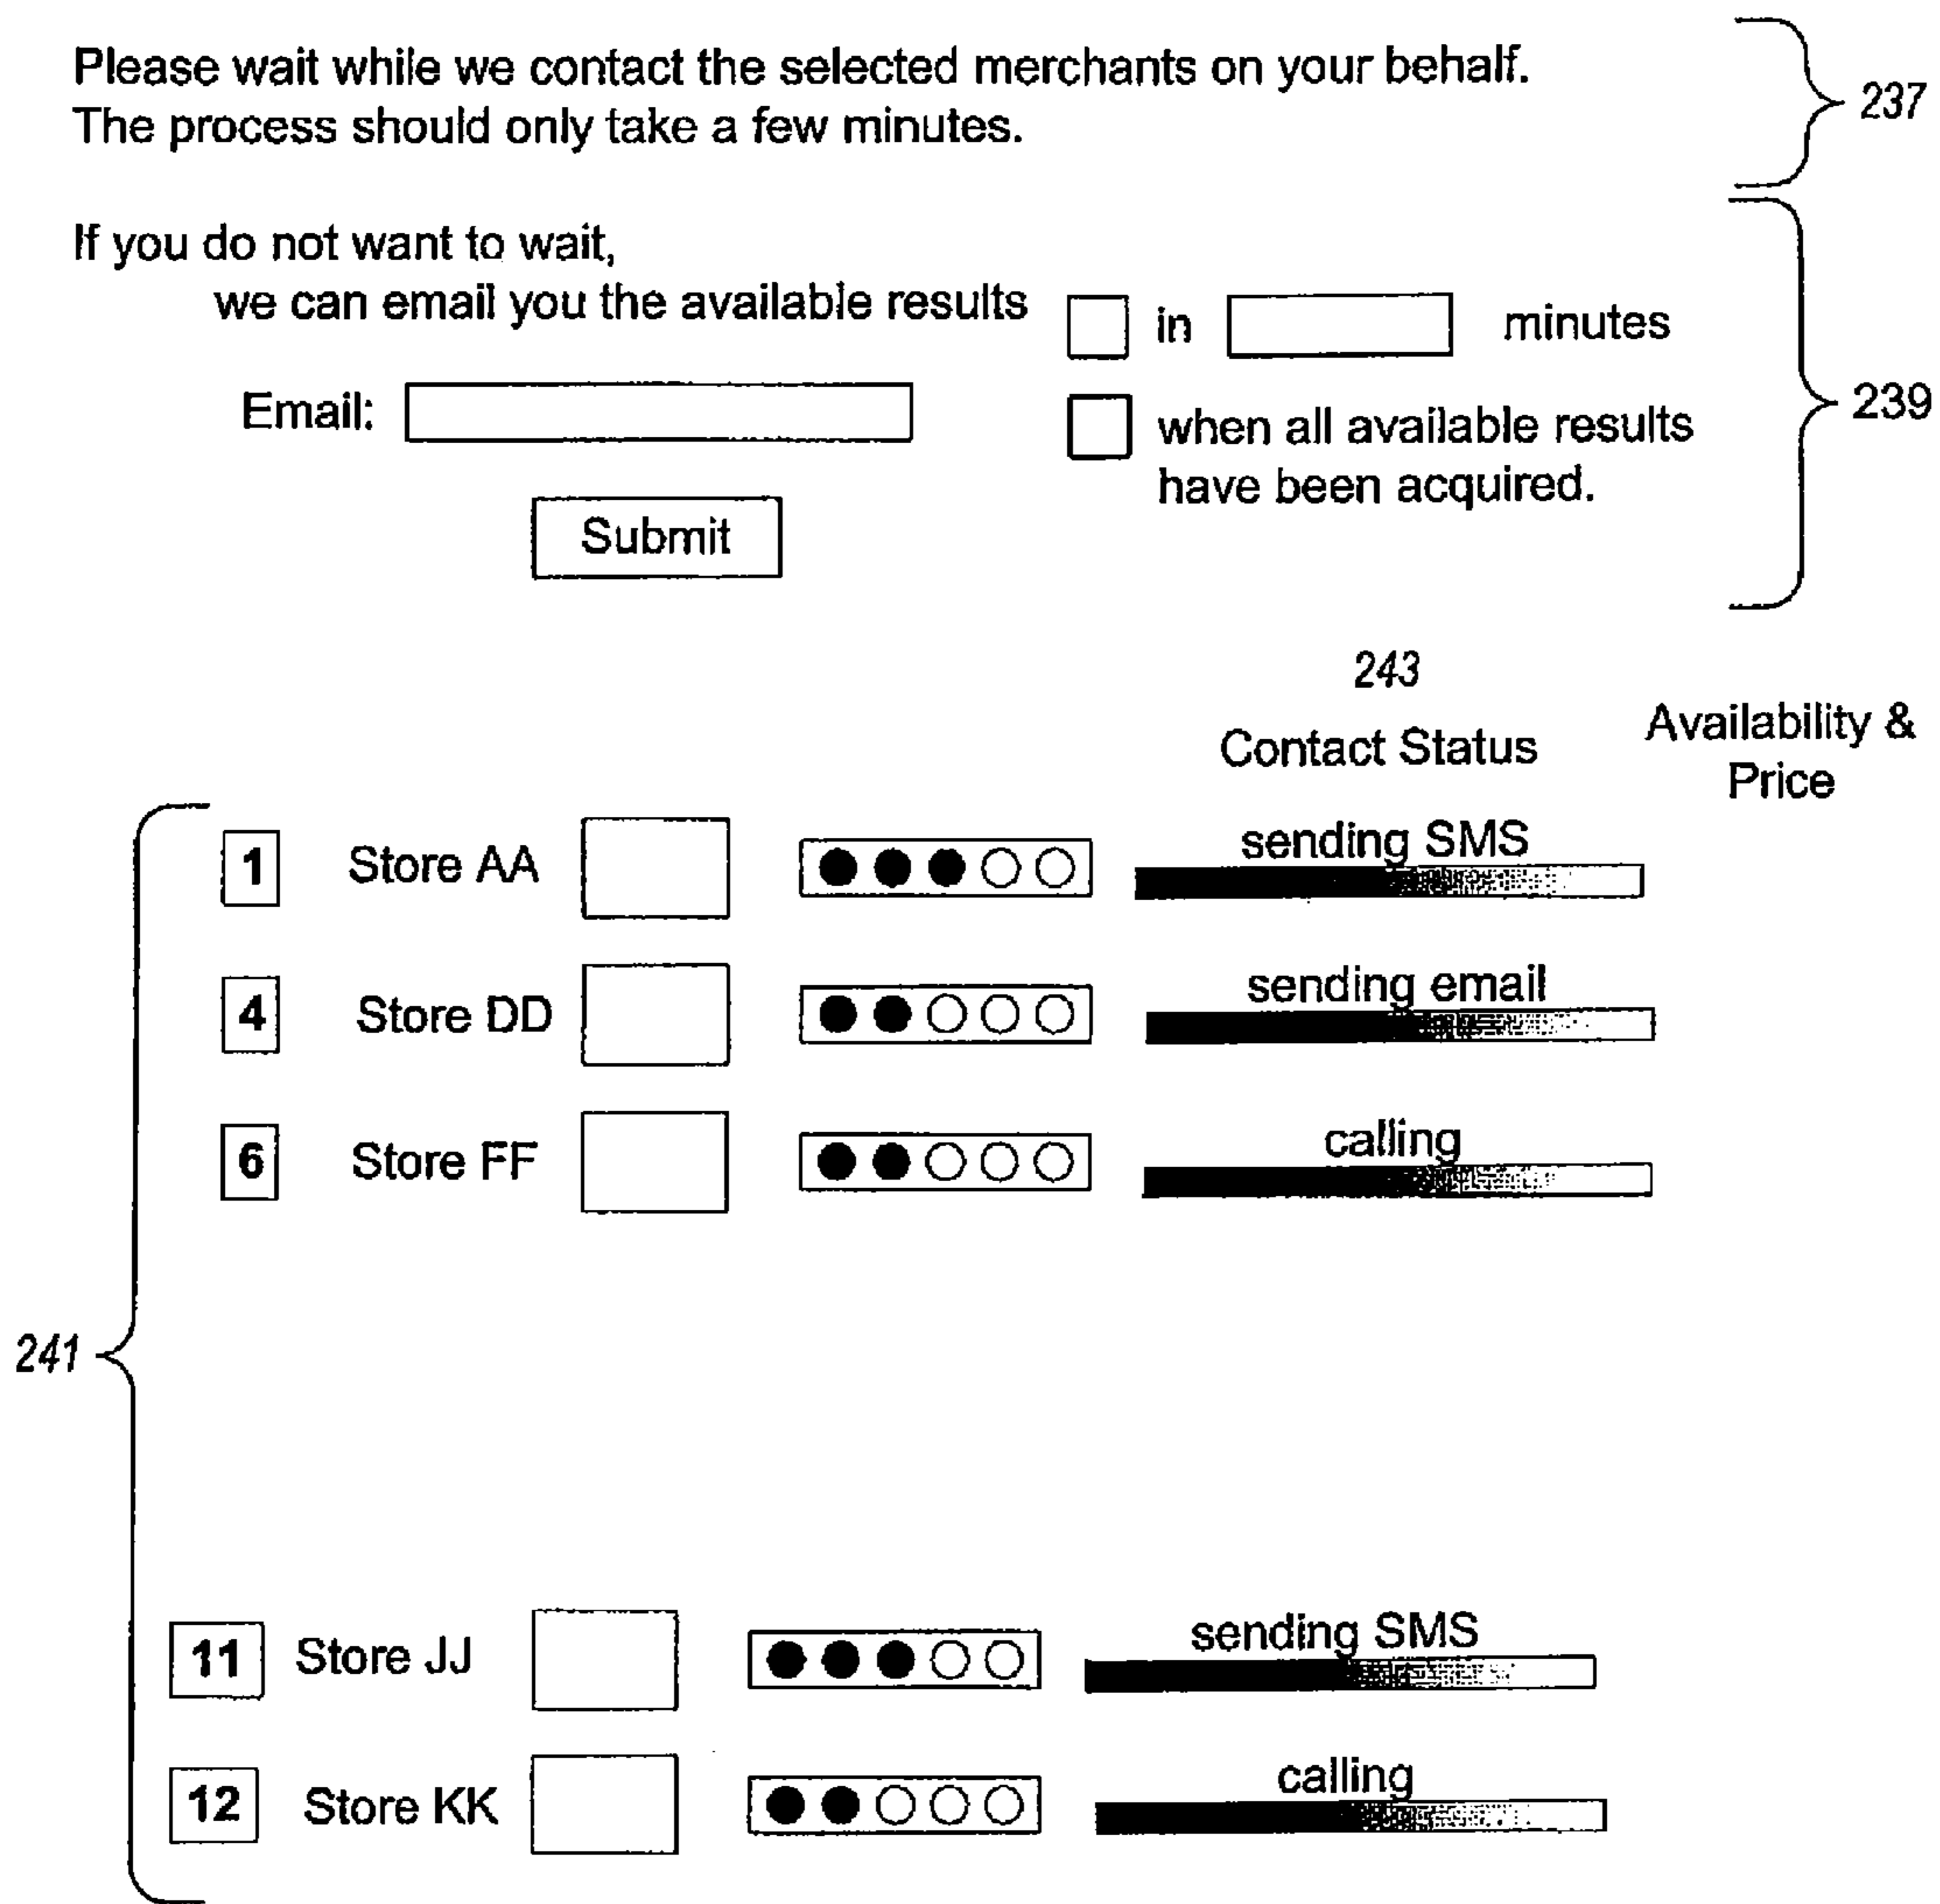 Please wait while we contact the selected merchants on your behalf.
The process should only take a few minutes.
237
If you do not want to wait,
we can email you the available results
in minutes
Email:
when all available results
have been acquired.
239
Submit
243
Contact Status
Availability &
Price
1 Store AA sending SMS
4 Store DD sending email
6 Store FF calling
241
11 Store JJ sending SMS
12 Store KK calling